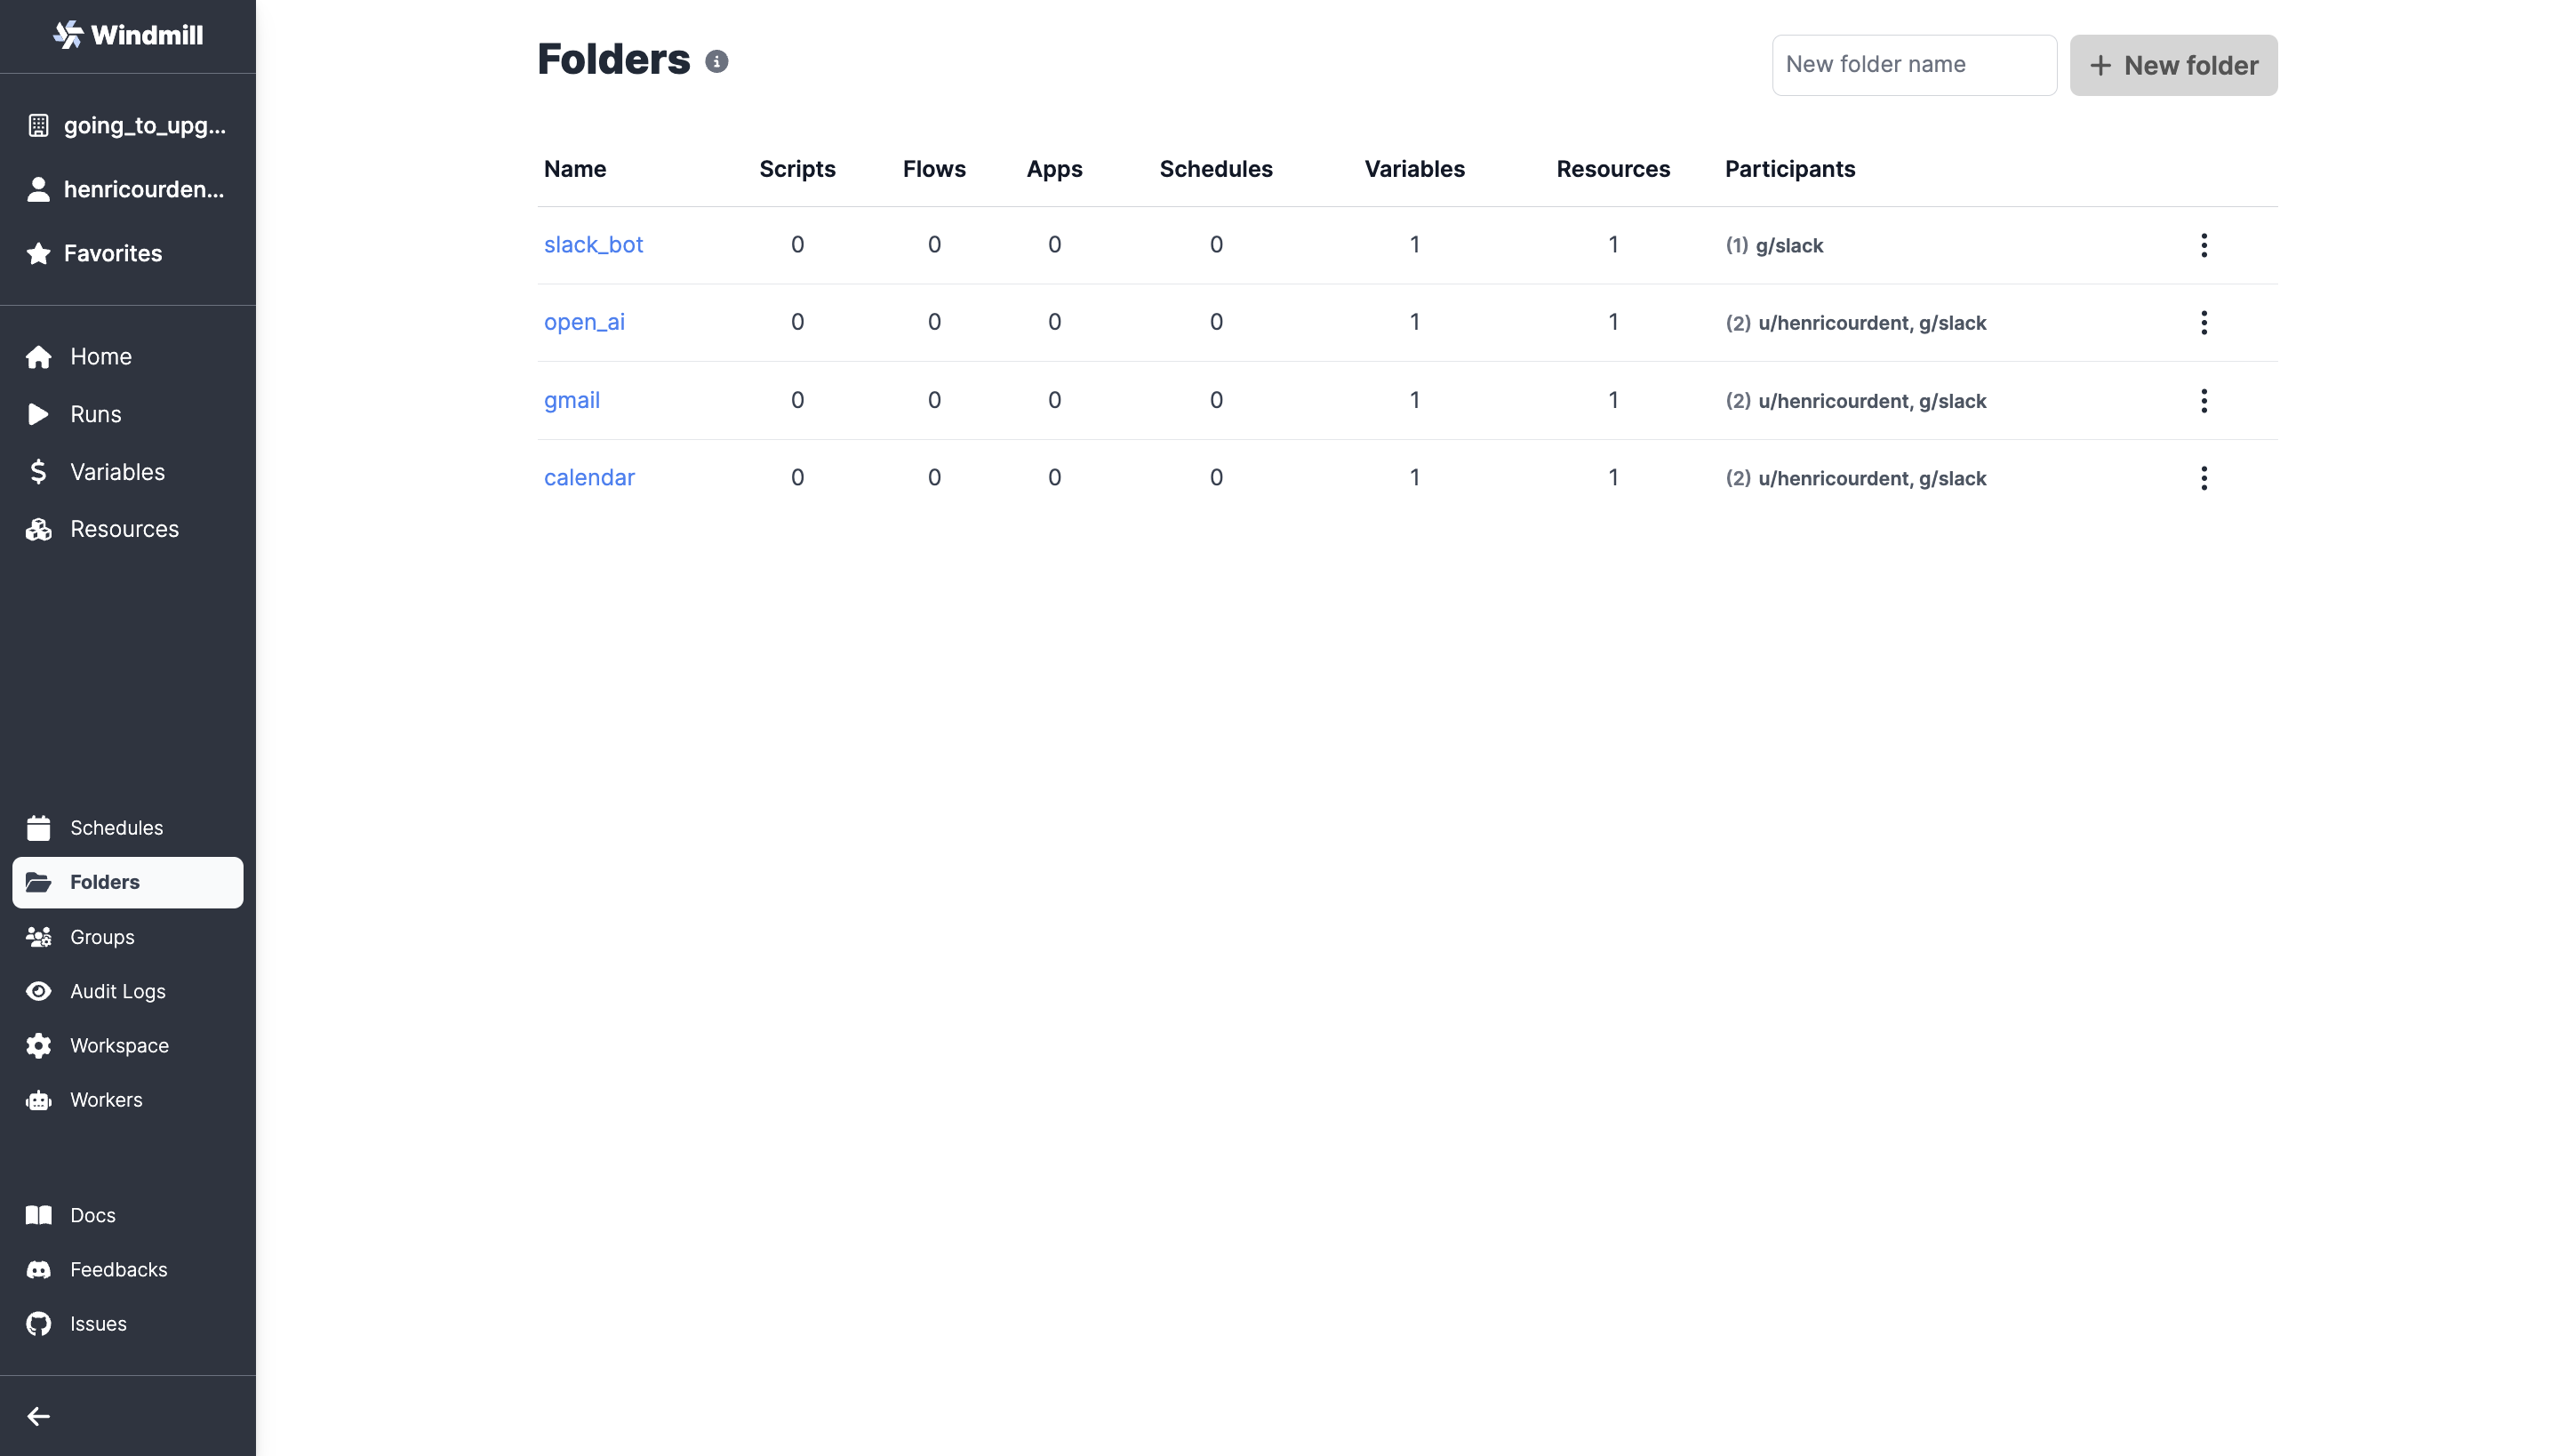 Windmill
going_to_upg...
henricourden...
Favorites
Home
Runs
Variables
Resources
Schedules
Folders
Groups
Audit Logs
Workspace
Workers
Docs
Feedbacks
Issues
Folders
New folder name
+ New folder
Name Scripts Flows Apps Schedules Variables Resources Participants
slack_bot 0 0 0 0 1 1 (1) g/slack
open_ai 0 0 0 0 1 1 (2) u/henricourdent, g/slack
gmail 0 0 0 0 1 1 (2) u/henricourdent, g/slack
calendar 0 0 0 0 1 1 (2) u/henricourdent, g/slack